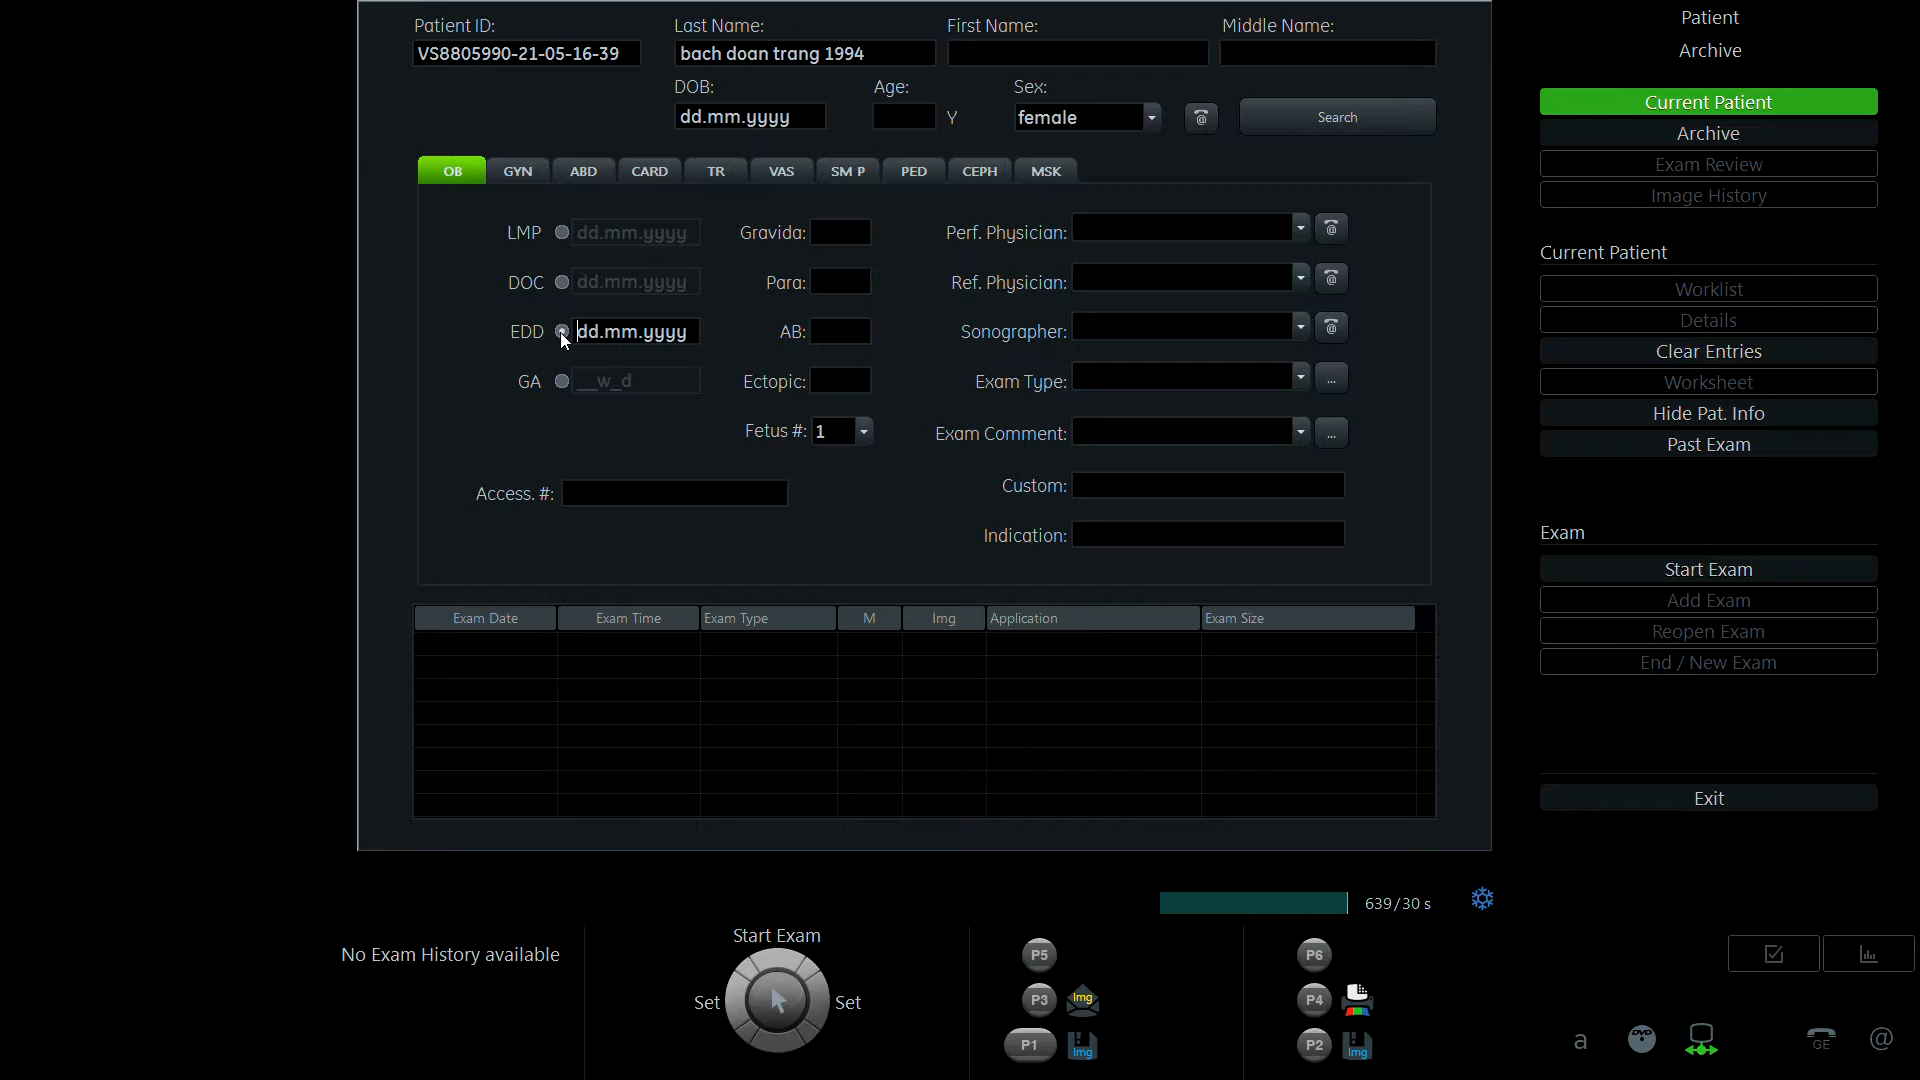 Patient ID: Last Name: First Name: Middle Name:
VS8805990-21-05-16-39 bach doan trang 1994
DOB: Age: Sex:
dd.mm.yyyy Y female @ Search
OB GYN ABD CARD TR VAS SM P PED CEPH MSK
LMP dd.mm.yyyy Gravida: Perf. Physician: @
DOC dd.mm.yyyy Para: Ref. Physician: @
EDD dd.mm.yyyy AB: Sonographer: @
GA __w_d Ectopic: Exam Type: ...
Fetus #: 1 Exam Comment: ...
Access. #: Custom:
Indication:
Exam Date Exam Time Exam Type M Img Application Exam Size
639/30 s
No Exam History available
Start Exam
Set Set
P5 P6
P3 Img P4
P1 Img P2 Img
Patient
Archive
Current Patient
Archive
Exam Review
Image History
Current Patient
Worklist
Details
Clear Entries
Worksheet
Hide Pat. Info
Past Exam
Exam
Start Exam
Add Exam
Reopen Exam
End / New Exam
Exit
a DVD GE @